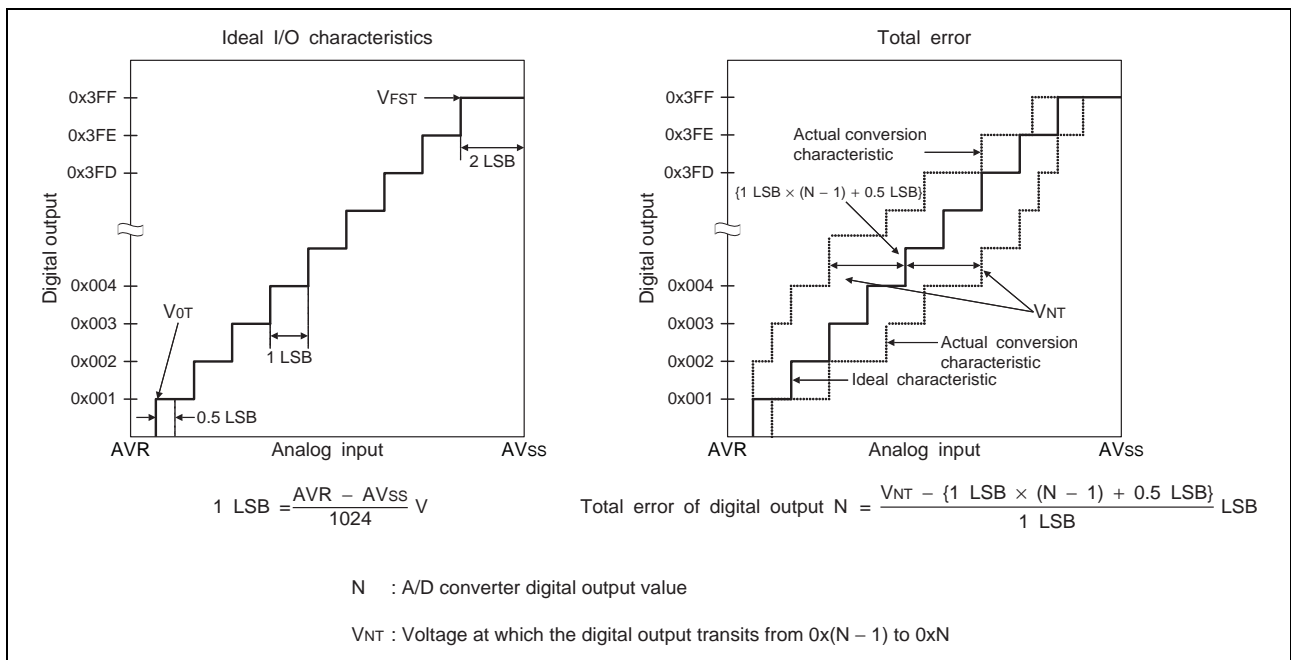 Ideal I/O characteristics
0x3FF
0x3FE
0x3FD
0x004
0x003
0x002
0x001
Digital output
VFST
2 LSB
V0T
1 LSB
0.5 LSB
AVR
Analog input
AVSS
1 LSB = AVR − AVSS / 1024 V
Total error
0x3FF
0x3FE
0x3FD
0x004
0x003
0x002
0x001
Digital output
Actual conversion
characteristic
{1 LSB × (N − 1) + 0.5 LSB}
VNT
Actual conversion
characteristic
Ideal characteristic
AVR
Analog input
AVSS
Total error of digital output N = VNT − {1 LSB × (N − 1) + 0.5 LSB} / 1 LSB LSB
N : A/D converter digital output value
VNT : Voltage at which the digital output transits from 0x(N − 1) to 0xN